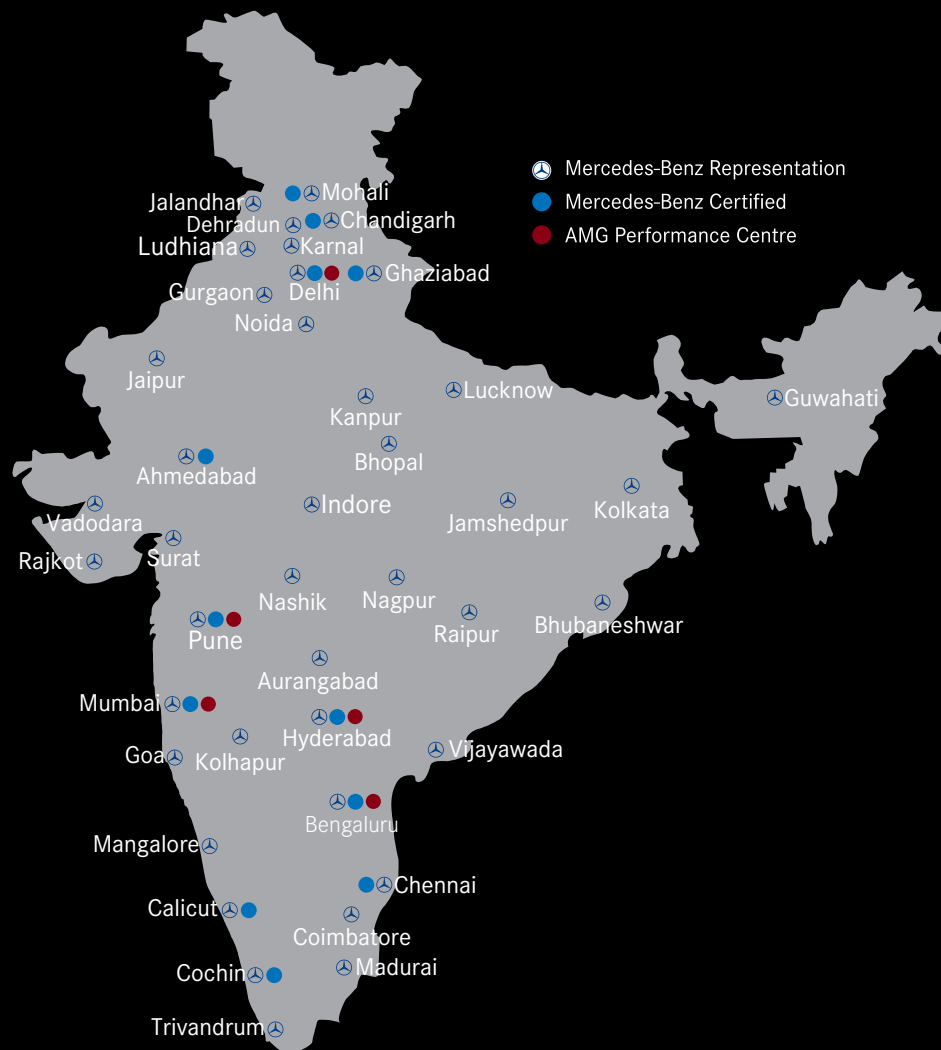 Mercedes-Benz Representation
Mercedes-Benz Certified
AMG Performance Centre
Mohali
Jalandhar
Chandigarh
Dehradun
Karnal
Ludhiana
Ghaziabad
Delhi
Gurgaon
Noida
Jaipur
Lucknow
Guwahati
Kanpur
Bhopal
Ahmedabad
Indore
Kolkata
Jamshedpur
Vadodara
Surat
Rajkot
Nashik
Nagpur
Bhubaneshwar
Raipur
Pune
Aurangabad
Mumbai
Hyderabad
Vijayawada
Goa
Kolhapur
Bengaluru
Mangalore
Chennai
Calicut
Coimbatore
Madurai
Cochin
Trivandrum